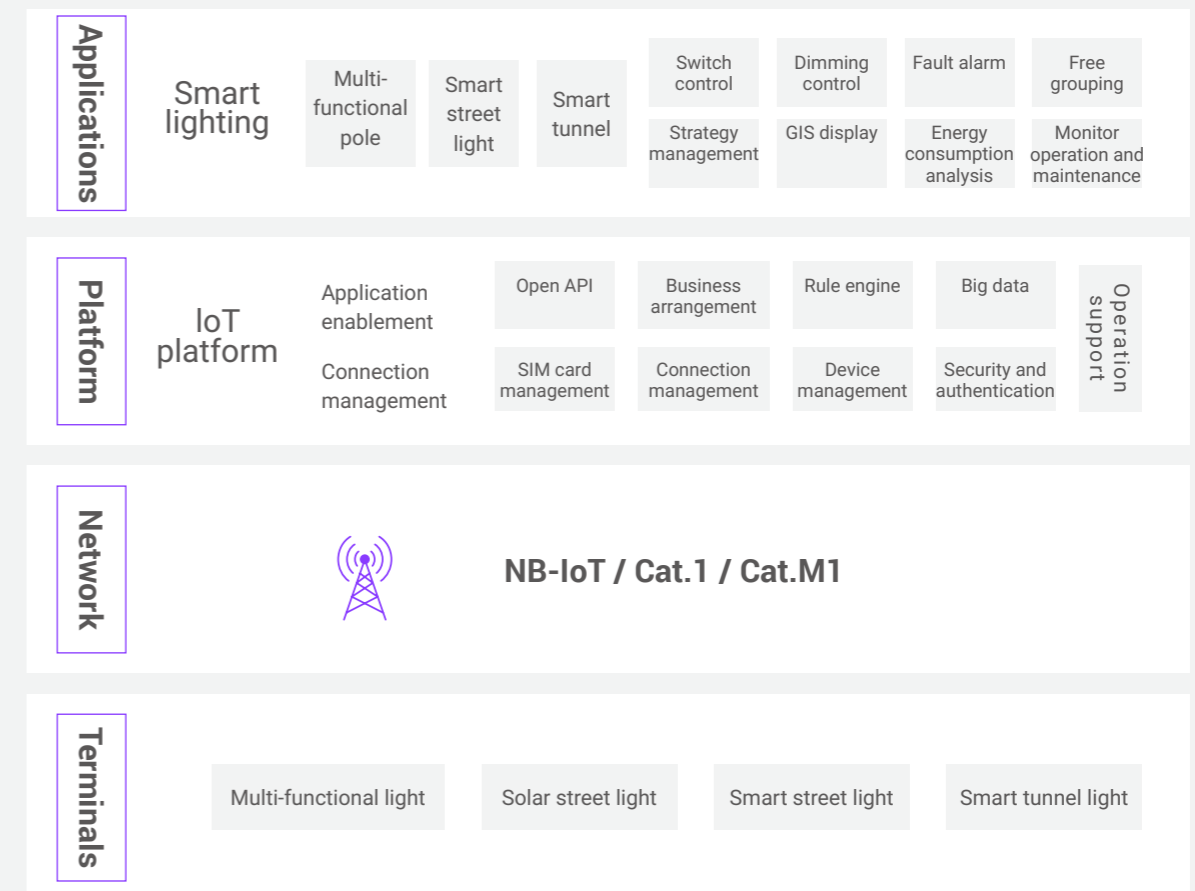 Applications
Smart
lighting
Multi-
functional
pole
Smart
street
light
Smart
tunnel
Switch
control
Dimming
control
Fault alarm
Free
grouping
Strategy
management
GIS display
Energy
consumption
analysis
Monitor
operation and
maintenance
Platform
IoT
platform
Application
enablement
Open API
Business
arrangement
Rule engine
Big data
Connection
management
SIM card
management
Connection
management
Device
management
Security and
authentication
Operation
support
Network
NB-IoT / Cat.1 / Cat.M1
Terminals
Multi-functional light
Solar street light
Smart street light
Smart tunnel light